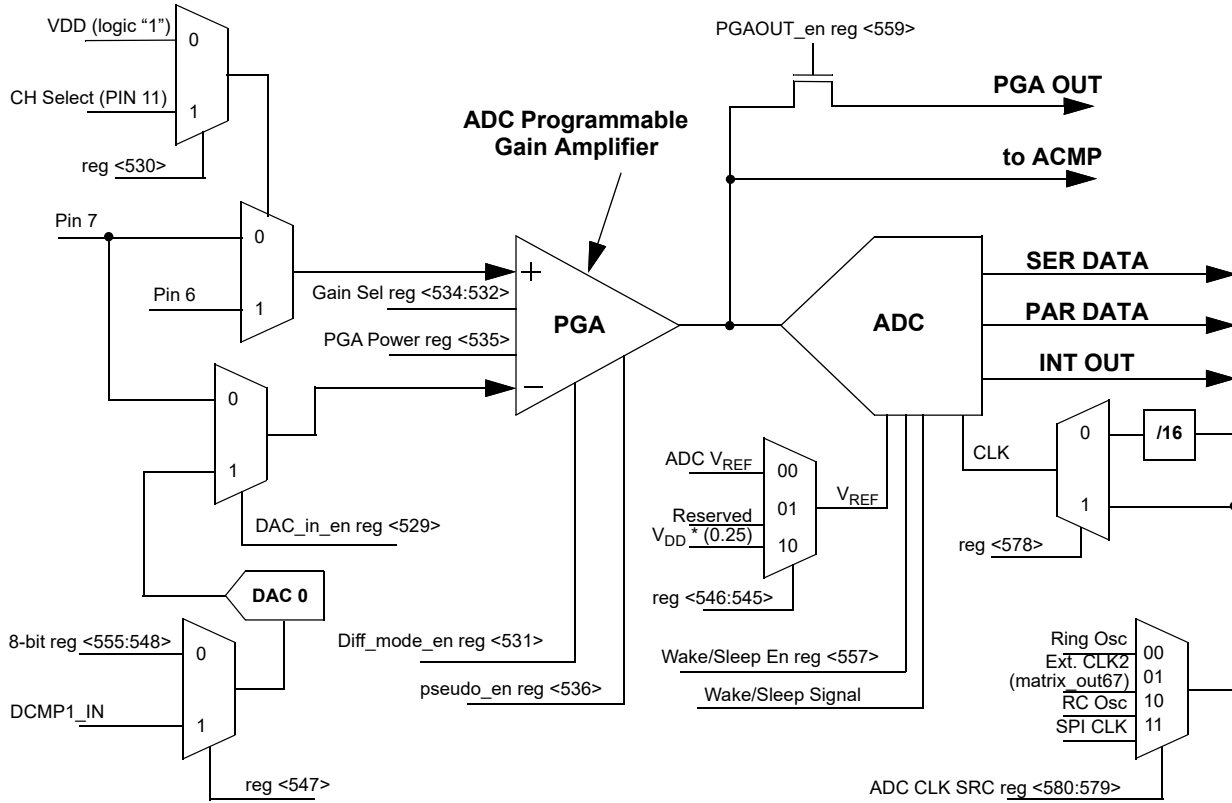 VDD (logic “1”)
0
CH Select (PIN 11)
1
reg <530>
PGAOUT_en reg <559>
PGA OUT
to ACMP
ADC Programmable
Gain Amplifier
Pin 7
0
Pin 6
1
+
Gain Sel reg <534:532>
PGA
PGA Power reg <535>
–
ADC
SER DATA
PAR DATA
INT OUT
0
1
DAC_in_en reg <529>
DAC 0
8-bit reg <555:548>
0
DCMP1_IN
1
reg <547>
Diff_mode_en reg <531>
pseudo_en reg <536>
ADC VREF
00
Reserved
01
VDD * (0.25)
10
VREF
reg <546:545>
Wake/Sleep En reg <557>
Wake/Sleep Signal
CLK
0
/16
1
reg <578>
Ring Osc
00
Ext. CLK2
(matrix_out67)
01
RC Osc
10
SPI CLK
11
ADC CLK SRC reg <580:579>